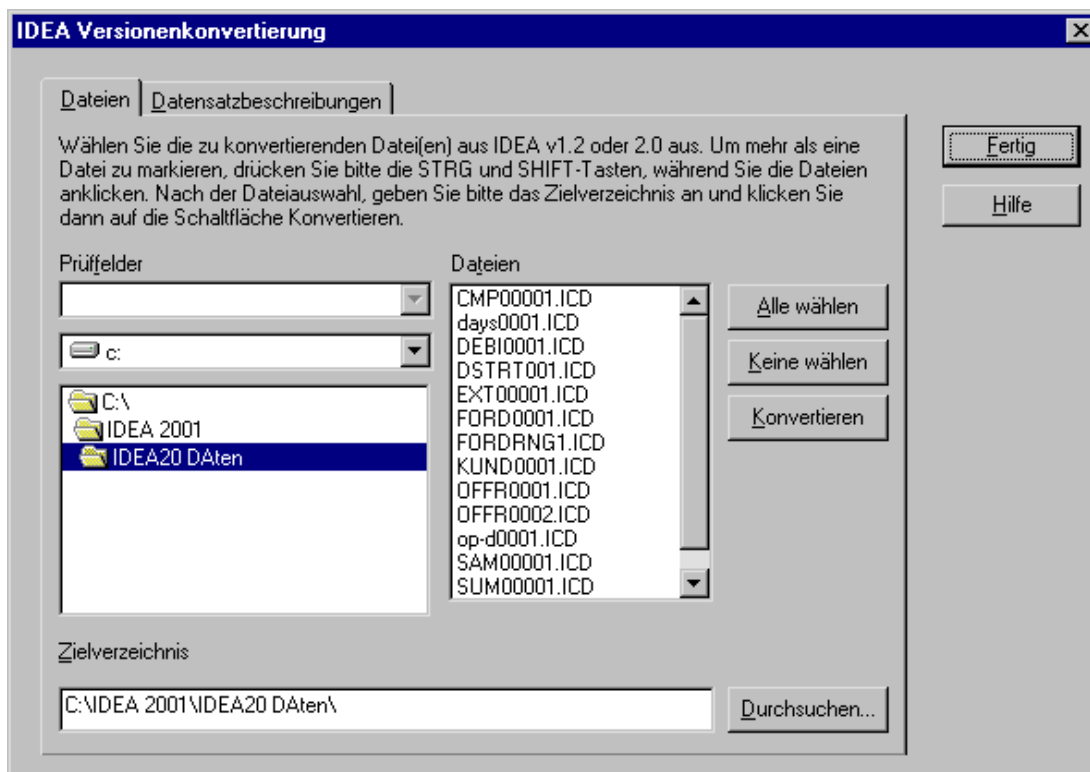 IDEA Versionenkonvertierung
Dateien
Datensatzbeschreibungen
Wählen Sie die zu konvertierenden Datei(en) aus IDEA v1.2 oder 2.0 aus. Um mehr als eine
Datei zu markieren, drücken Sie bitte die STRG und SHIFT-Tasten, während Sie die Dateien
anklicken. Nach der Dateiauswahl, geben Sie bitte das Zielverzeichnis an und klicken Sie
dann auf die Schaltfläche Konvertieren.
Fertig
Hilfe
Prüffelder
c:
C:\
IDEA 2001
IDEA20 DAten
Dateien
CMP00001.ICD
days0001.ICD
DEBI0001.ICD
DSTRT001.ICD
EXT00001.ICD
FORD0001.ICD
FORDRNG1.ICD
KUND0001.ICD
OFFR0001.ICD
OFFR0002.ICD
op-d0001.ICD
SAM00001.ICD
SUM00001.ICD
Alle wählen
Keine wählen
Konvertieren
Zielverzeichnis
C:\IDEA 2001\IDEA20 DAten\
Durchsuchen...